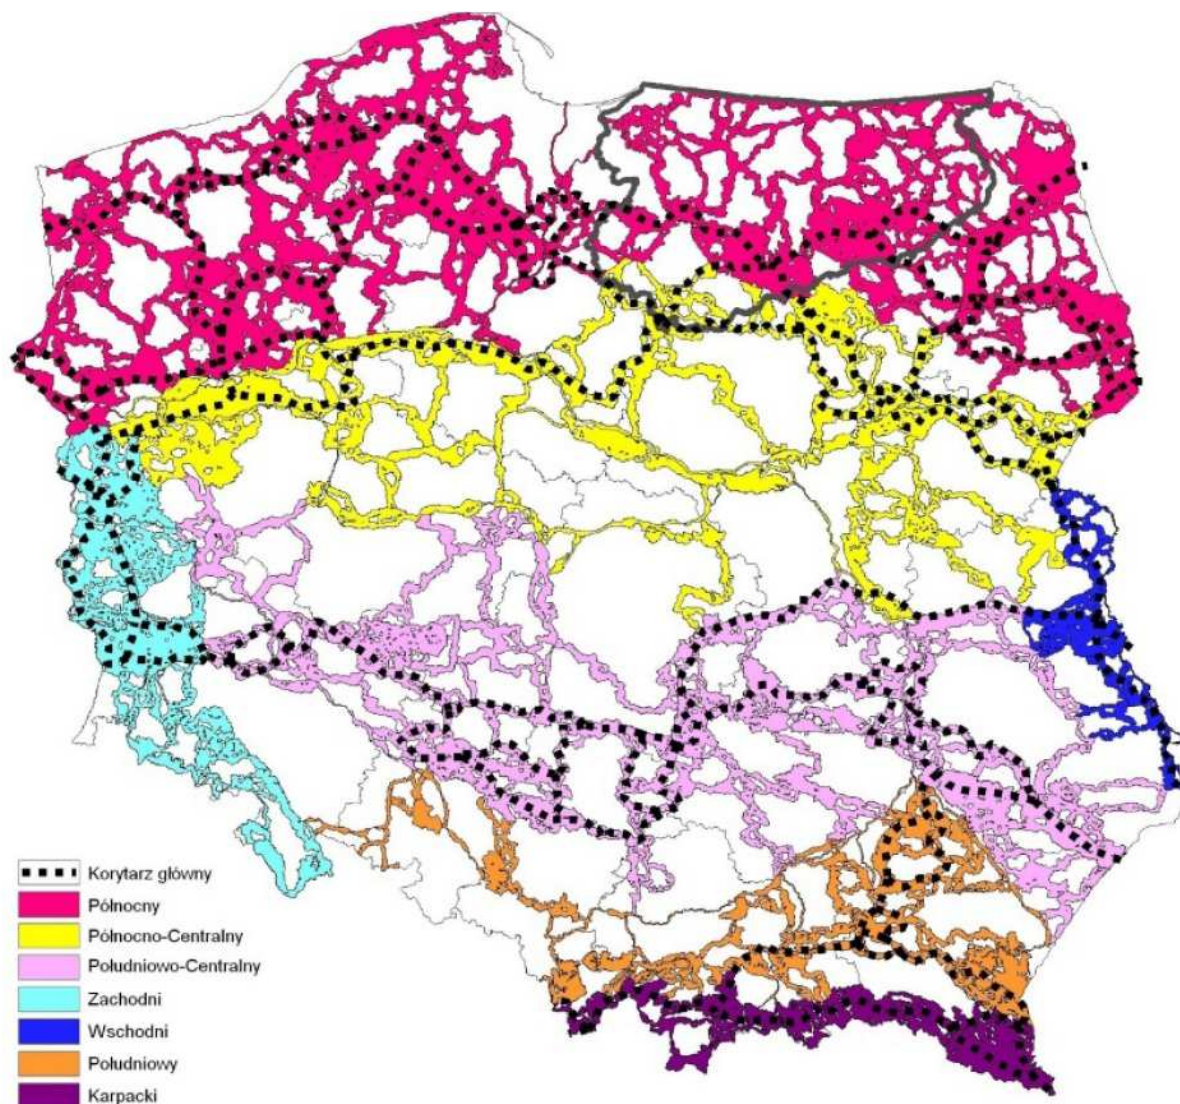 Korytarz główny
Północny
Północno-Centralny
Południowo-Centralny
Zachodni
Wschodni
Południowy
Karpacki